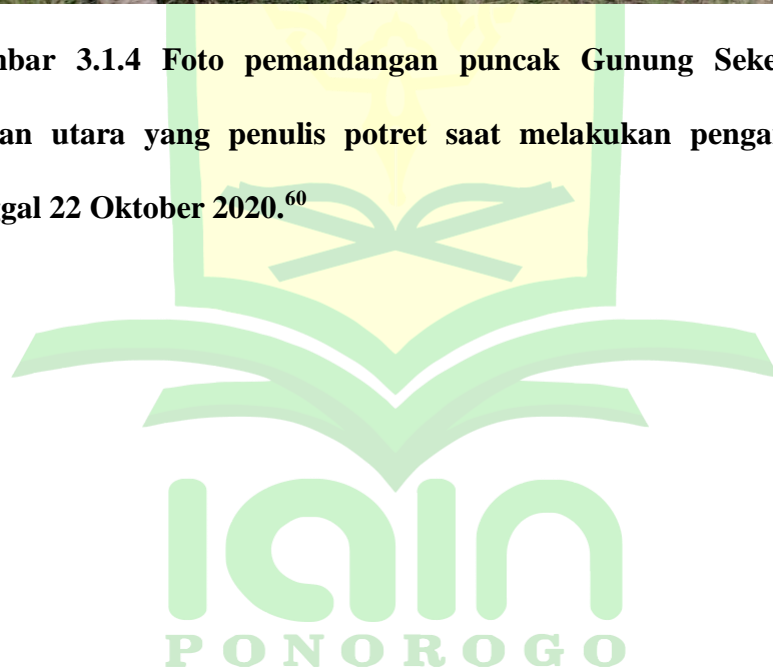 mbar 3.1.4 Foto pemandangan puncak Gunung Seke
an utara yang penulis potret saat melakukan penga
ggal 22 Oktober 2020.60
iain
PONOROGO